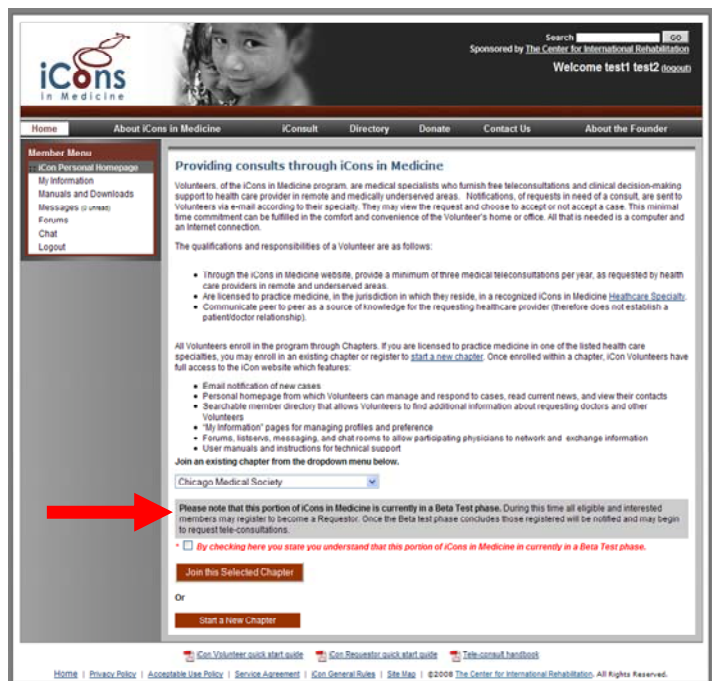 iCons
in Medicine
Search GO
Sponsored by The Center for International Rehabilitation
Welcome test1 test2 (logout)
Home About iCons in Medicine iConsult Directory Donate Contact Us About the Founder
Member Menu
iCon Personal Homepage
My Information
Manuals and Downloads
Messages (0 unread)
Forums
Chat
Logout
Providing consults through iCons in Medicine
Volunteers. of the iCons in Medicine program. are medical specialists who furnish free teleconsultations and clinical decision-making
support to health care provider in remote and medically underserved areas. Notifications, of requests in need of a consult, are sent to
Volunteers via e-mail according to their specialty. They may view the request and choose to accept or not accept a case. This minimal
time commitment can be fulfilled in the comfort and convenience of the Volunteer's home or office. All that is needed is a computer and
an Internet connection.
The qualifications and responsibilities of a Volunteer are as follows:
Through the iCons in Medicine website, provide a minimum of three medical teleconsultations per year, as requested by health
care providers in remote and underserved areas.
Are licensed to practice medicine, in the jurisdiction in which they reside, in a recognized iCons in Medicine Heathcare Specialty.
Communicate peer to peer as a source of knowledge for the requesting healthcare provider (therefore does not establish a
patient/doctor relationship).
All Volunteers enroll in the program through Chapters. If you are licensed to practice medicine in one of the listed health care
specialties, you may enroll in an existing chapter or register to start a new chapter. Once enrolled within a chapter, iCon Volunteers have
full access to the iCon website which features:
Email notification of new cases
Personal homepage from which Volunteers can manage and respond to cases, read current news, and view their contacts
Searchable member directory that allows Volunteers to find additional information about requesting doctors and other
Volunteers
"My Information" pages for managing profiles and preference
Forums, listservs, messaging, and chat rooms to allow participating physicians to network and exchange information
User manuals and instructions for technical support
Join an existing chapter from the dropdown menu below.
Chicago Medical Society
Please note that this portion of iCons in Medicine is currently in a Beta Test phase. During this time all eligible and interested
members may register to become a Requestor. Once the Beta test phase concludes those registered will be notified and may begin
to request tele-consultations.
* By checking here you state you understand that this portion of iCons in Medicine in currently in a Beta Test phase.
Join this Selected Chapter
Or
Start a New Chapter
iCon Volunteer quick start guide iCon Requestor quick start guide Tele-consult handbook
Home | Privacy Policy | Acceptable Use Policy | Service Agreement | iCon General Rules | Site Map | ©2008 The Center for International Rehabilitation. All Rights Reserved.